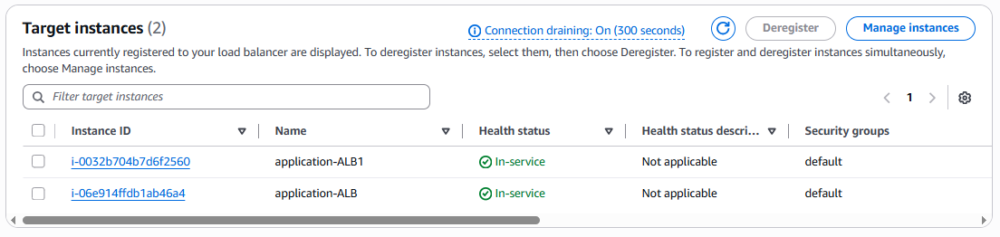 Target instances (2)
Connection draining: On (300 seconds)
Deregister
Manage instances
Instances currently registered to your load balancer are displayed. To deregister instances, select them, then choose Deregister. To register and deregister instances simultaneously,
choose Manage instances.
Filter target instances
1
Instance ID Name Health status Health status descri... Security groups
i-0032b704b7d6f2560 application-ALB1 In-service Not applicable default
i-06e914ffdb1ab46a4 application-ALB In-service Not applicable default